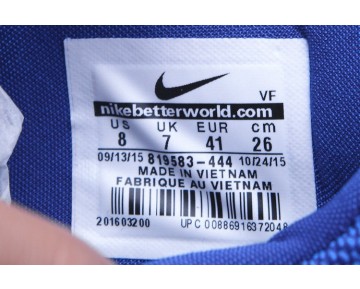 VF
nikebetterworld.com
US UK EUR cm
8 7 41 26
09/13/15 819583-444 10/24/15
MADE IN VIETNAM
FABRIQUE AU VIETNAM
201603200 UPC 00886916372048